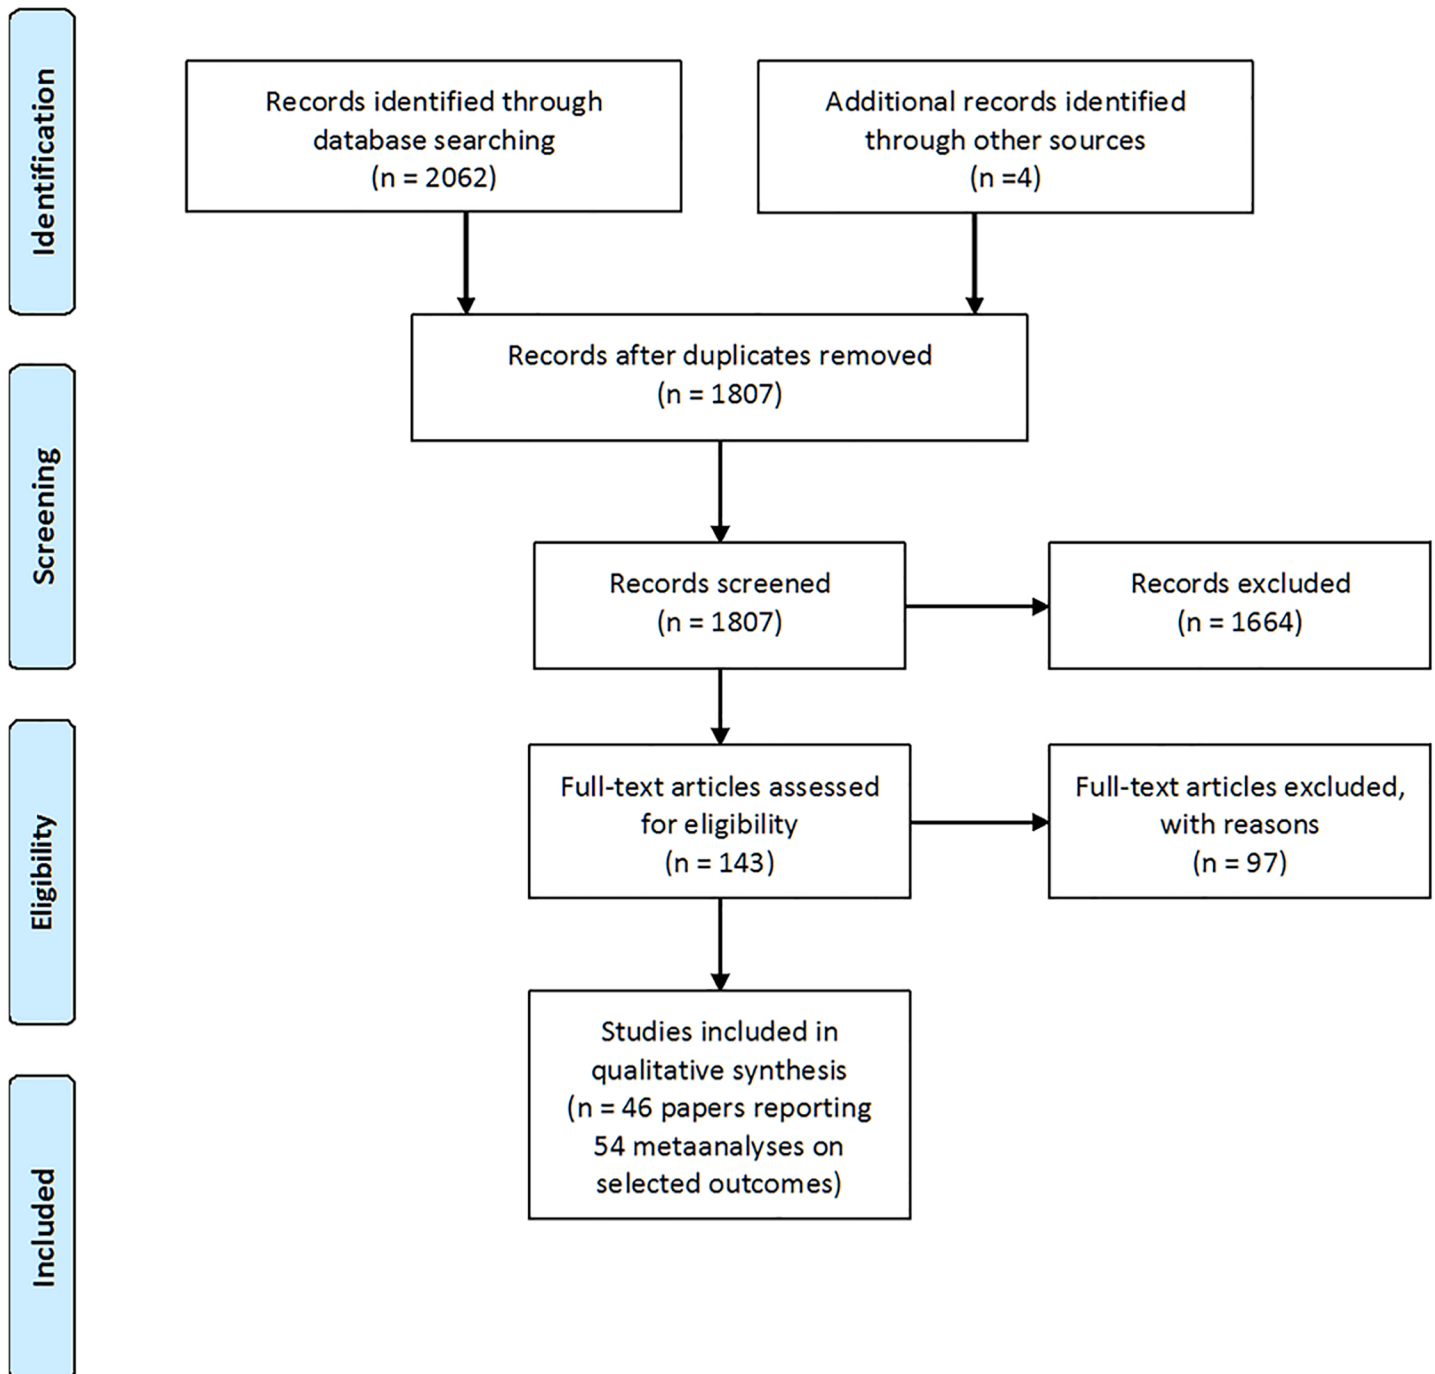 Identification
Records identified through
database searching
(n = 2062)
Additional records identified
through other sources
(n =4)
Records after duplicates removed
(n = 1807)
Screening
Records screened
(n = 1807)
Records excluded
(n = 1664)
Eligibility
Full-text articles assessed
for eligibility
(n = 143)
Full-text articles excluded,
with reasons
(n = 97)
Included
Studies included in
qualitative synthesis
(n = 46 papers reporting
54 metaanalyses on
selected outcomes)